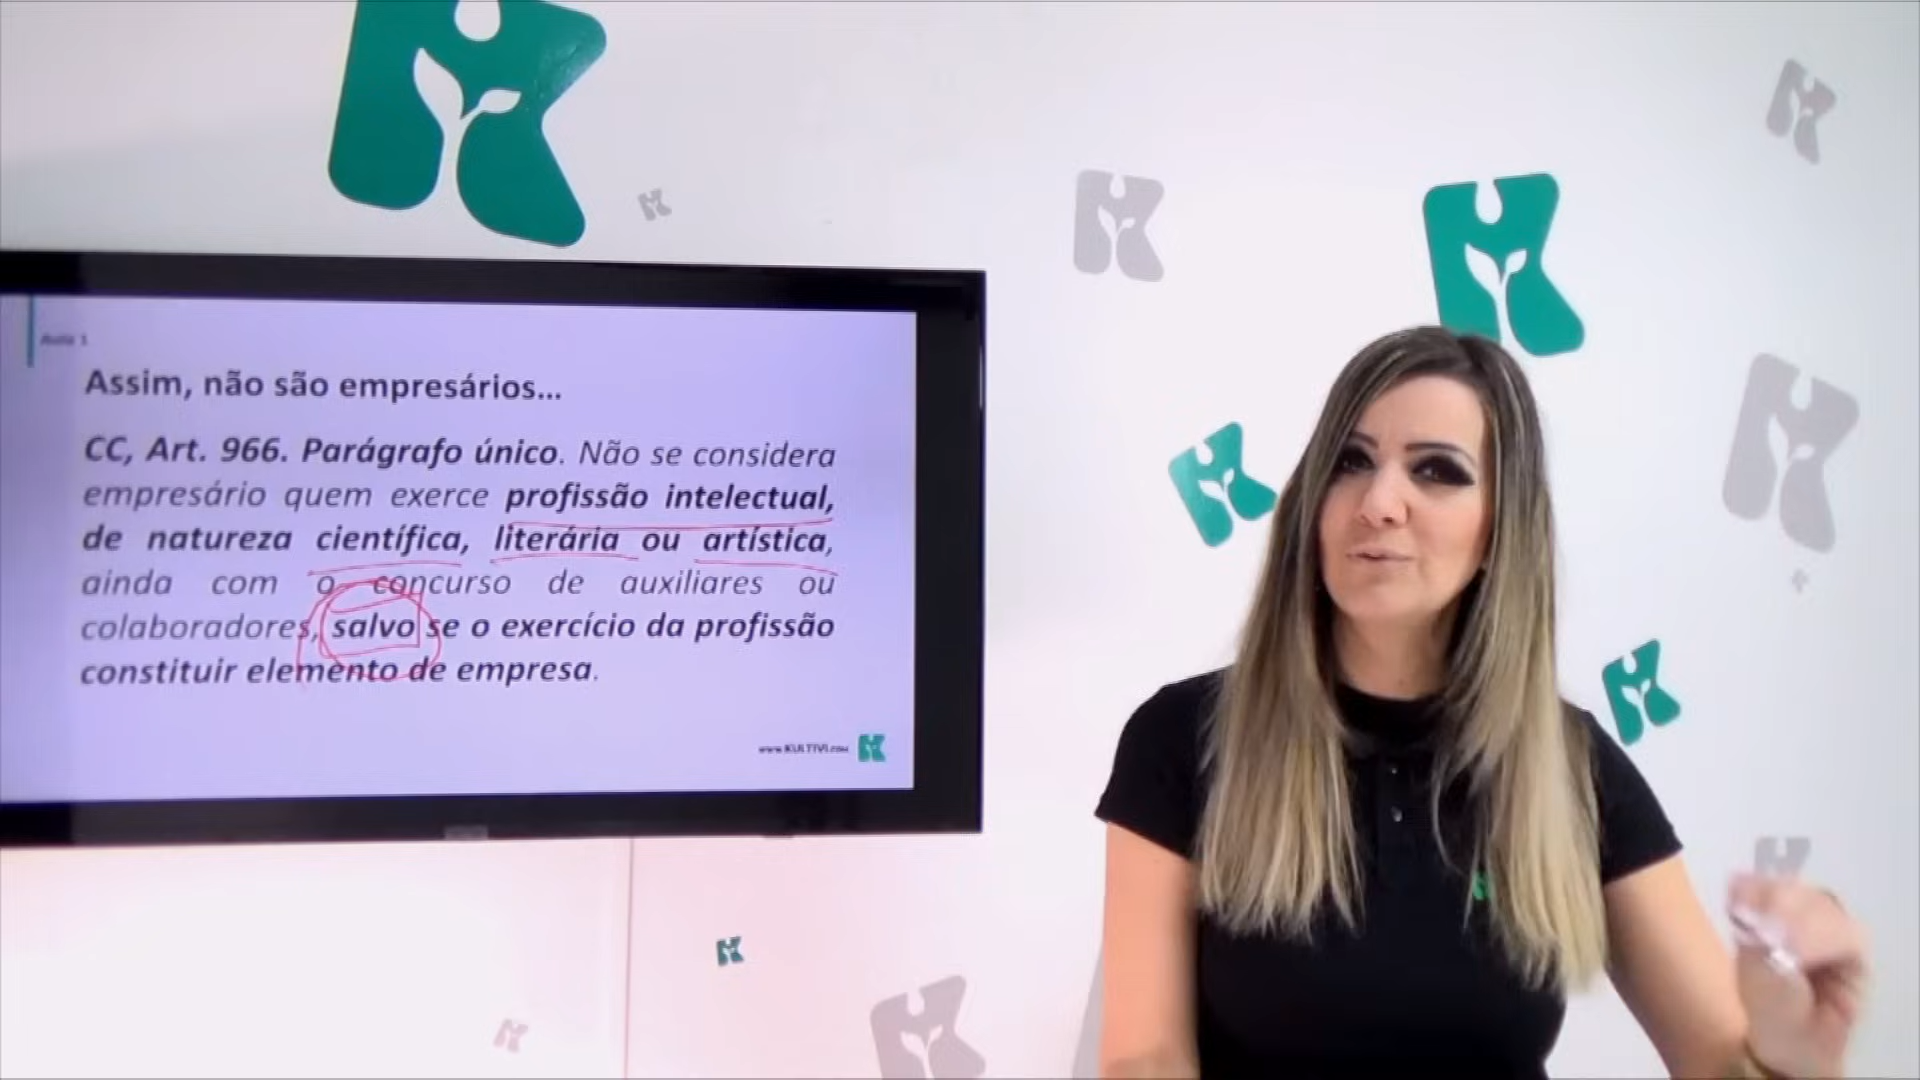 Aula 1
Assim, não são empresários...
CC, Art. 966. Parágrafo único. Não se considera
empresário quem exerce profissão intelectual,
de natureza científica, literária ou artística,
ainda com o concurso de auxiliares ou
colaboradores, salvo se o exercício da profissão
constituir elemento de empresa.
www.KULTIVI.com